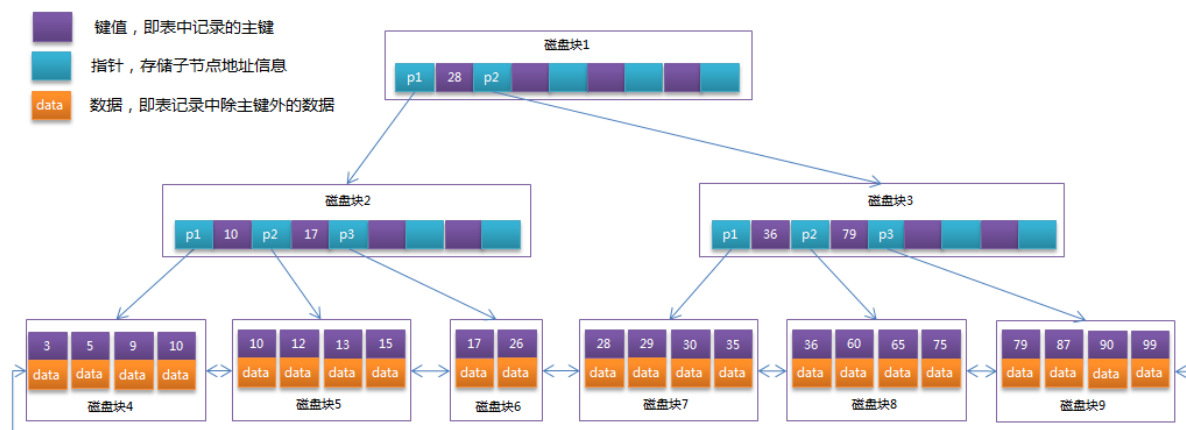 键值，即表中记录的主键
指针，存储子节点地址信息
data 数据，即表记录中除主键外的数据
磁盘块1
p1 28 p2
磁盘块2
p1 10 p2 17 p3
磁盘块3
p1 36 p2 79 p3
3 5 9 10
data data data data
磁盘块4
10 12 13 15
data data data data
磁盘块5
17 26
data data
磁盘块6
28 29 30 35
data data data data
磁盘块7
36 60 65 75
data data data data
磁盘块8
79 87 90 99
data data data data
磁盘块9